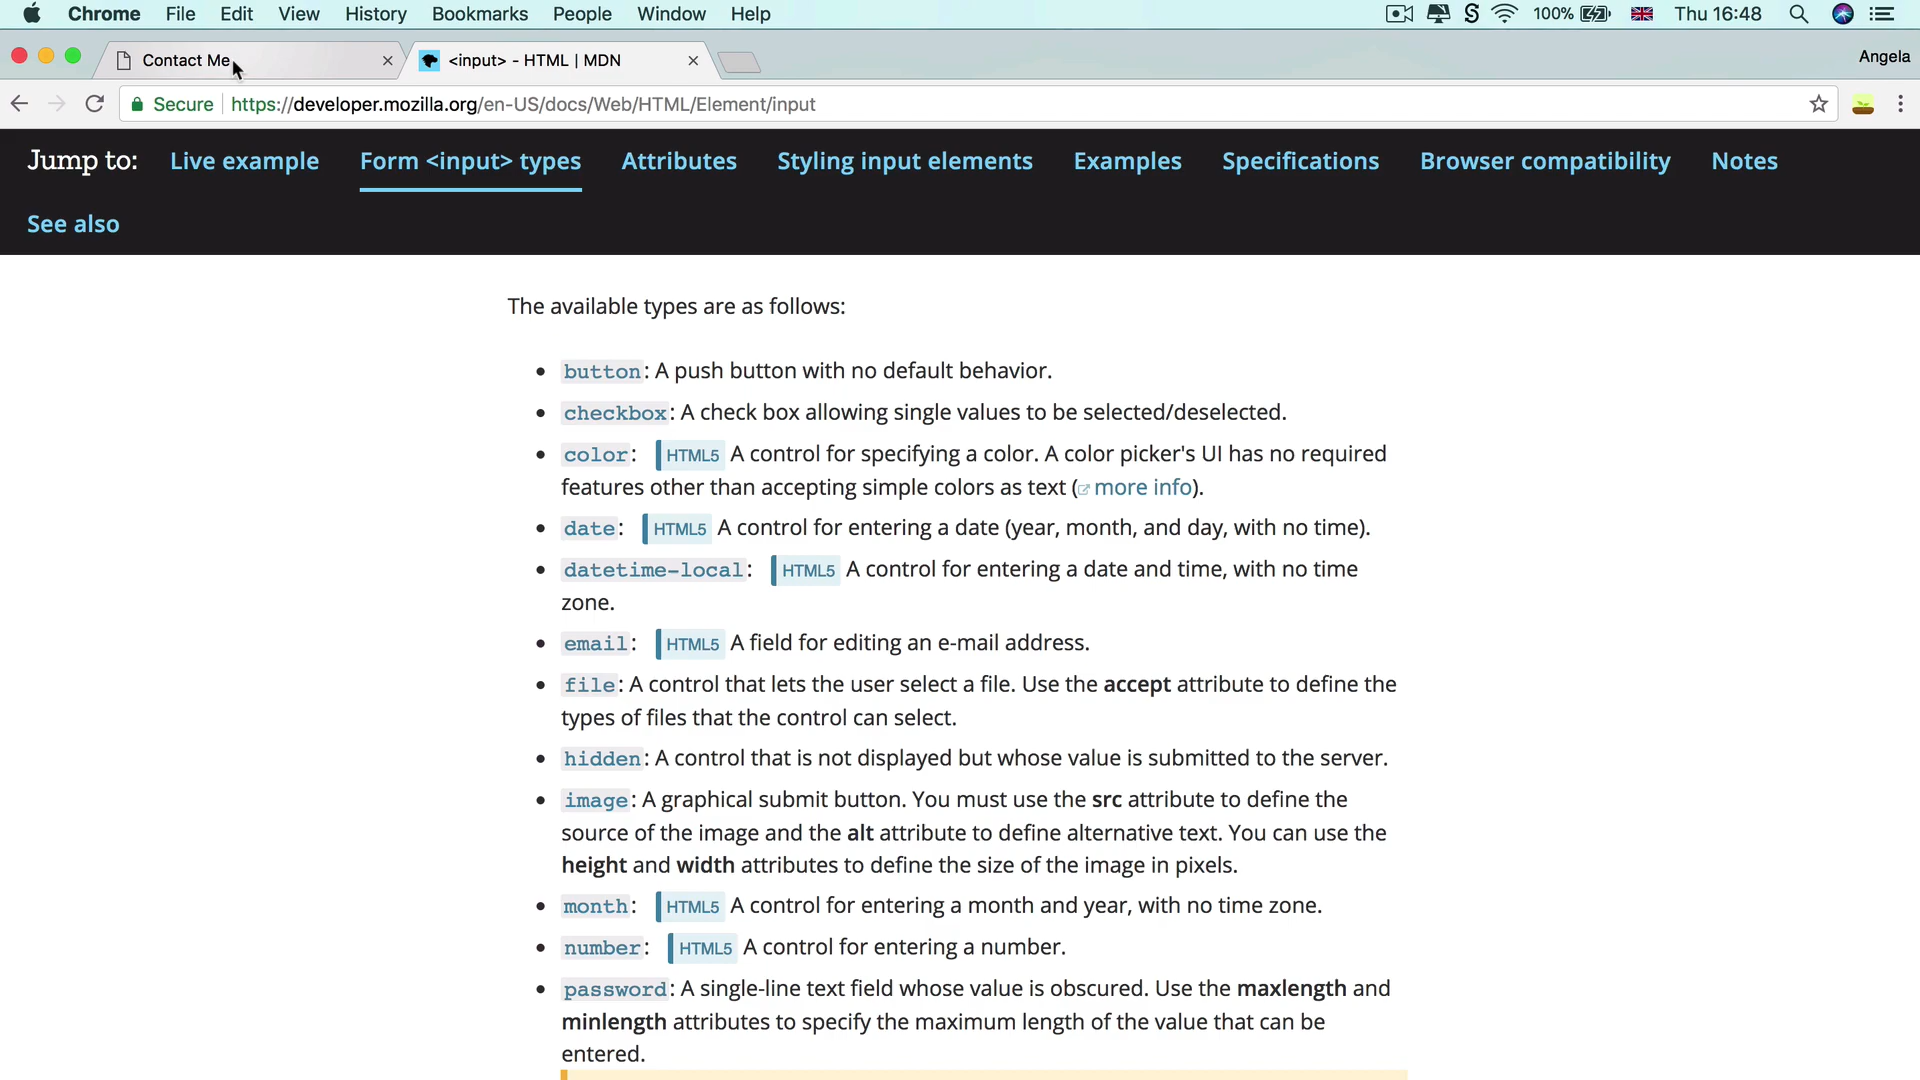 Chrome File Edit View History Bookmarks People Window Help 100% Thu 16:48
Contact Me <input> - HTML | MDN Angela
Secure https://developer.mozilla.org/en-US/docs/Web/HTML/Element/input
Jump to: Live example Form <input> types Attributes Styling input elements Examples Specifications Browser compatibility Notes
See also
The available types are as follows:
button: A push button with no default behavior.
checkbox: A check box allowing single values to be selected/deselected.
color: HTML5 A control for specifying a color. A color picker's UI has no required
features other than accepting simple colors as text (more info).
date: HTML5 A control for entering a date (year, month, and day, with no time).
datetime-local: HTML5 A control for entering a date and time, with no time
zone.
email: HTML5 A field for editing an e-mail address.
file: A control that lets the user select a file. Use the accept attribute to define the
types of files that the control can select.
hidden: A control that is not displayed but whose value is submitted to the server.
image: A graphical submit button. You must use the src attribute to define the
source of the image and the alt attribute to define alternative text. You can use the
height and width attributes to define the size of the image in pixels.
month: HTML5 A control for entering a month and year, with no time zone.
number: HTML5 A control for entering a number.
password: A single-line text field whose value is obscured. Use the maxlength and
minlength attributes to specify the maximum length of the value that can be
entered.